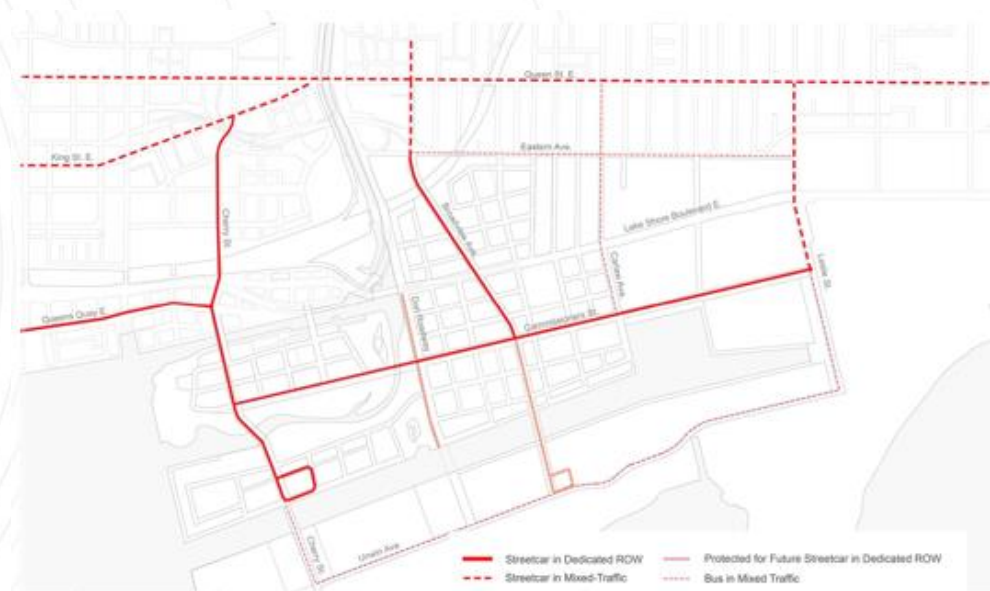 Queen St. E.
Eastern Ave.
King St. E.
Lake Shore Boulevard E.
Cherry St.
Broadview Ave.
Carlaw Ave.
Leslie St.
Queens Quay E.
Don Roadway
Commissioners St.
Cherry St.
Unwin Ave.
Streetcar in Dedicated ROW
Protected for Future Streetcar in Dedicated ROW
Streetcar in Mixed-Traffic
Bus in Mixed Traffic